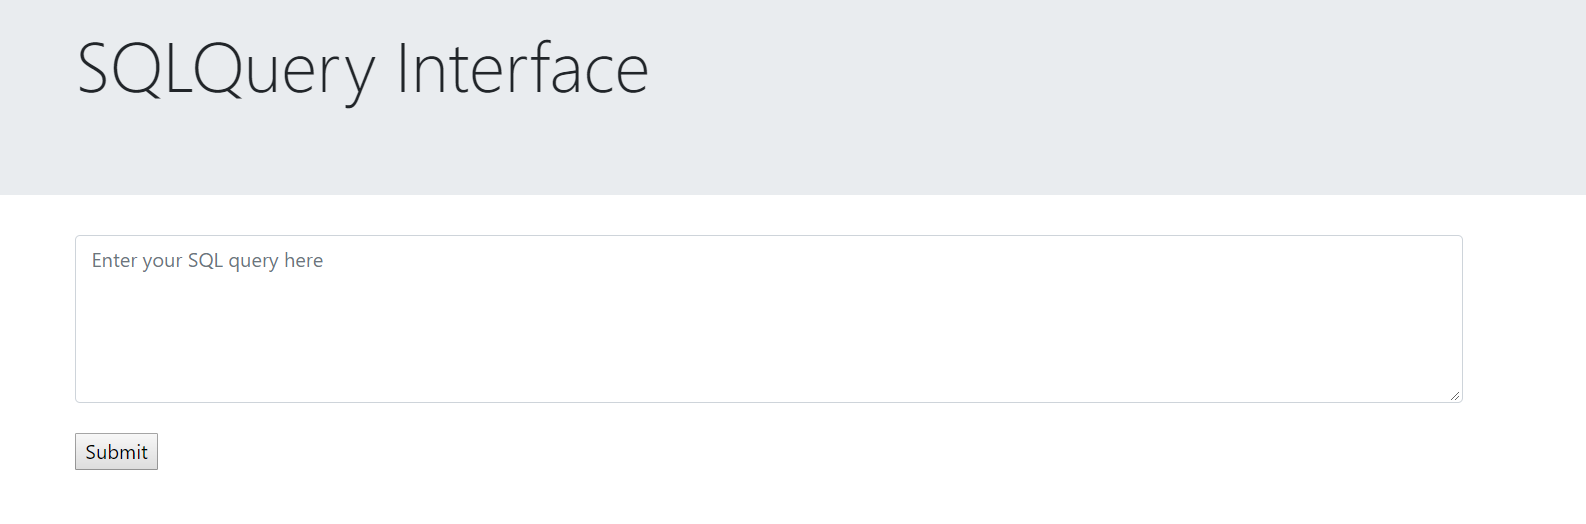 SQLQuery Interface
Enter your SQL query here
Submit